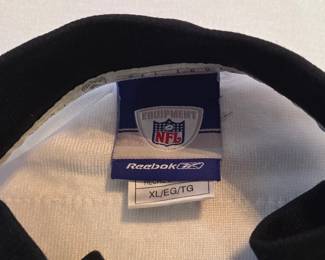 EQUIPMENT
NFL
Reebok
XL/EG/TG